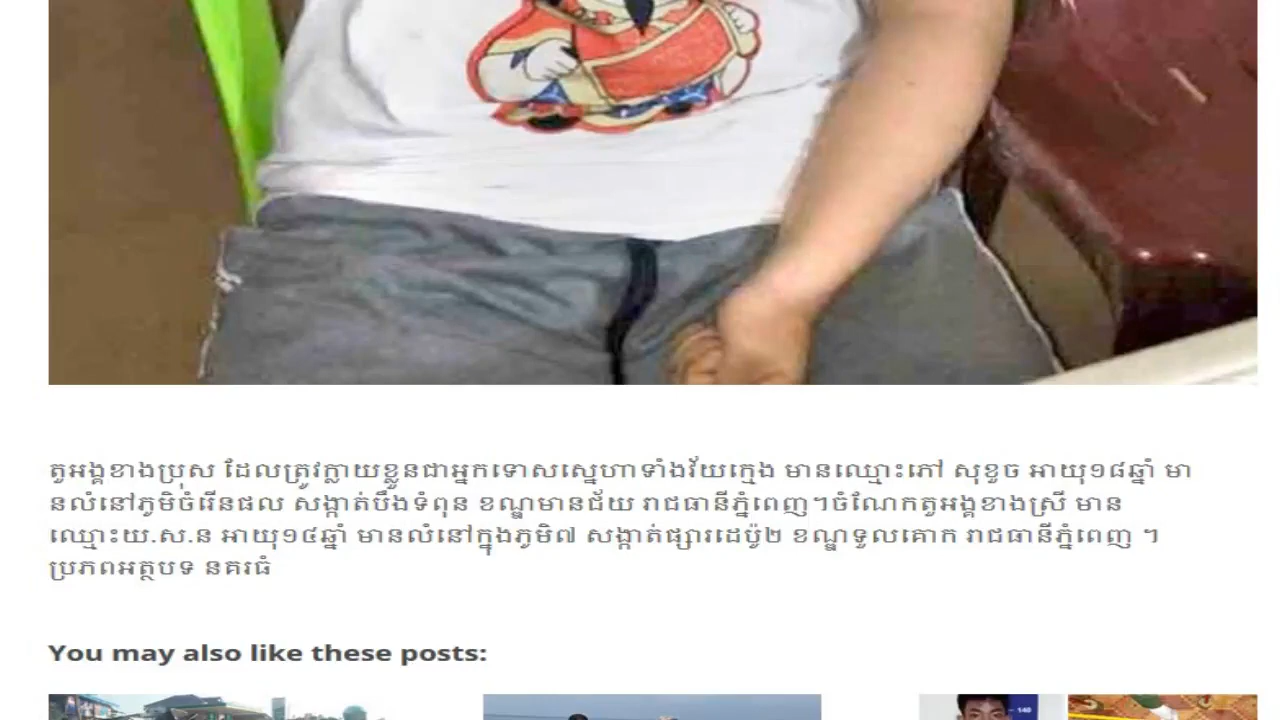 តួអង្គខាងប្រុស ដែលត្រូវក្លាយខ្លួនជាអ្នកទោសស្នេហាទាំងវ័យក្មេង មានឈ្មោះភៅ សុខួច អាយុ១៨ឆ្នាំ មា
នលំនៅភូមិចំរើនផល សង្កាត់បឹងទំពុន ខណ្ឌមានជ័យ រាជធានីភ្នំពេញ។ចំណែកតួអង្គខាងស្រី មាន
ឈ្មោះយ.ស.ន អាយុ១៤ឆ្នាំ មានលំនៅក្នុងភូមិ៧ សង្កាត់ផ្សារដេប៉ូ២ ខណ្ឌទួលគោក រាជធានីភ្នំពេញ ។
ប្រភពអត្ថបទ នគរធំ
You may also like these posts:
140